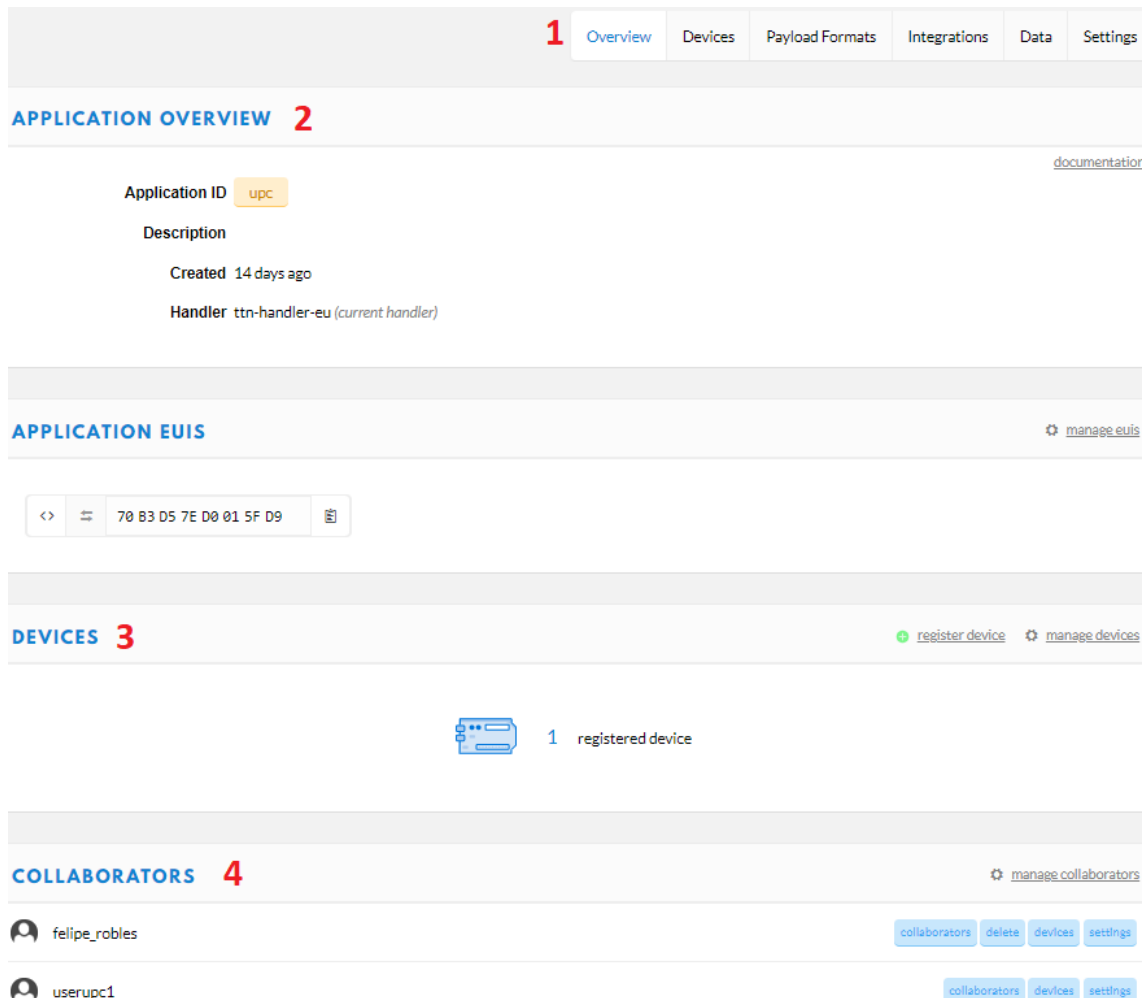 1 Overview Devices Payload Formats Integrations Data Settings
APPLICATION OVERVIEW 2
documentation
Application ID upc
Description
Created 14 days ago
Handler ttn-handler-eu (current handler)
APPLICATION EUIS manage euis
<> 70 B3 D5 7E D0 01 5F D9
DEVICES 3 register device manage devices
1 registered device
COLLABORATORS 4 manage collaborators
felipe_robles collaborators delete devices settings
userupc1 collaborators devices settings